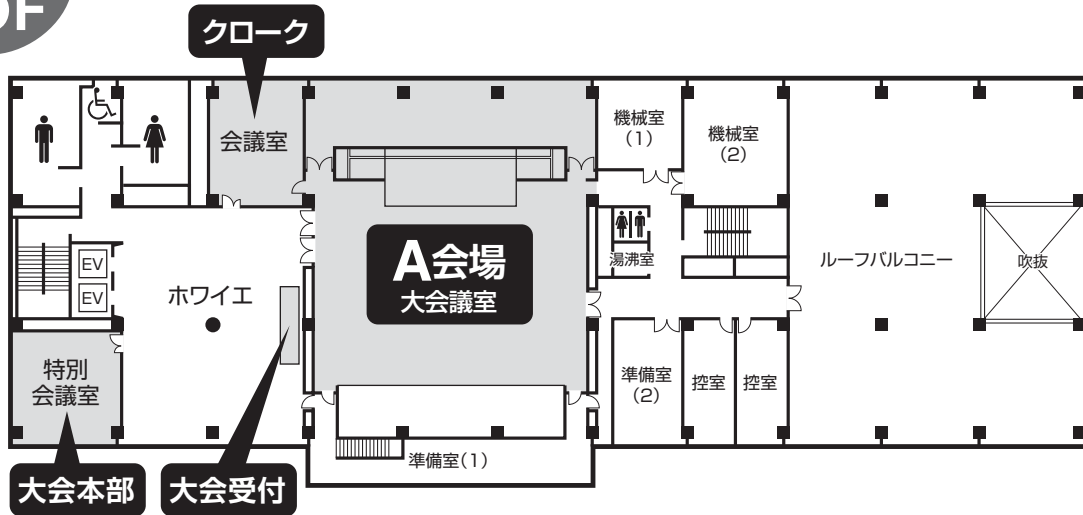 クローク
会議室
機械室
(1)
機械室
(2)
A会場
大会議室
湯沸室
ルーフバルコニー
吹抜
EV
EV
ホワイエ
特別
会議室
準備室
(2)
控室
控室
準備室(1)
大会本部
大会受付